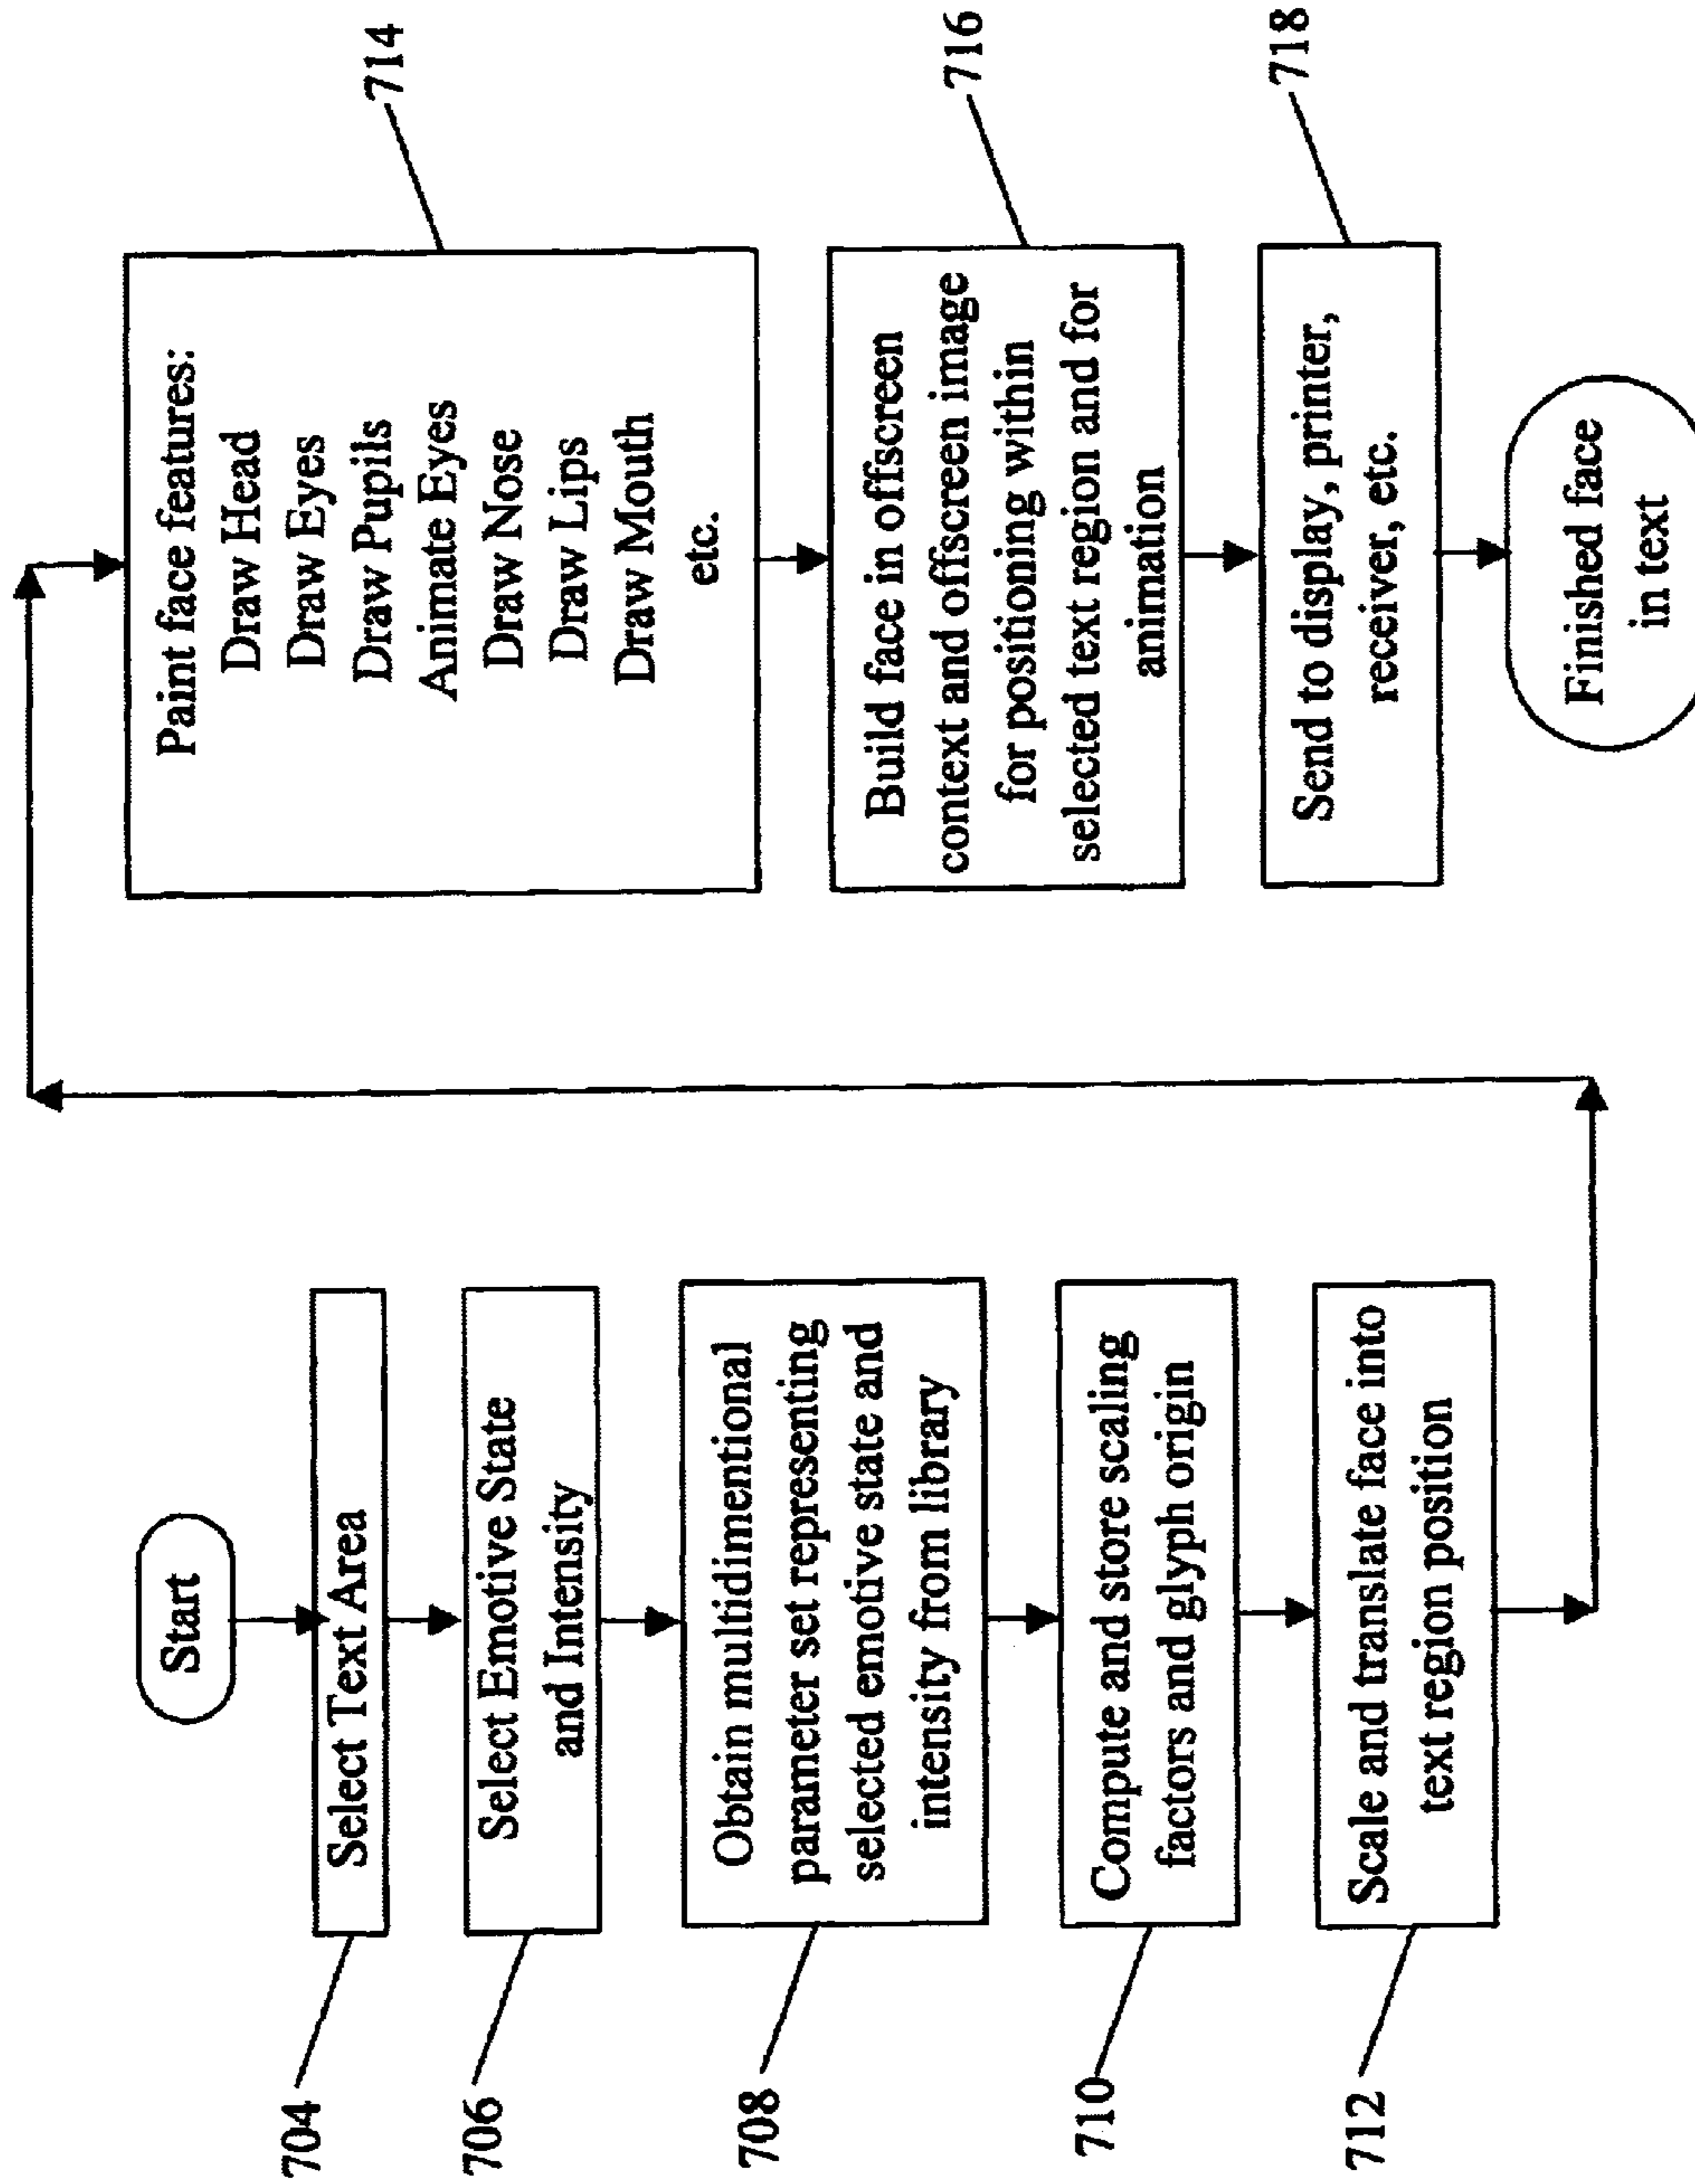 Start
704
Select Text Area
706
Select Emotive State
and Intensity
708
Obtain multidimentional
parameter set representing
selected emotive state and
intensity from library
710
Compute and store scaling
factors and glyph origin
712
Scale and translate face into
text region position
714
Paint face features:
Draw Head
Draw Eyes
Draw Pupils
Animate Eyes
Draw Nose
Draw Lips
Draw Mouth
etc.
716
Build face in offscreen
context and offscreen image
for positioning within
selected text region and for
animation
718
Send to display, printer,
receiver, etc.
Finished face
in text